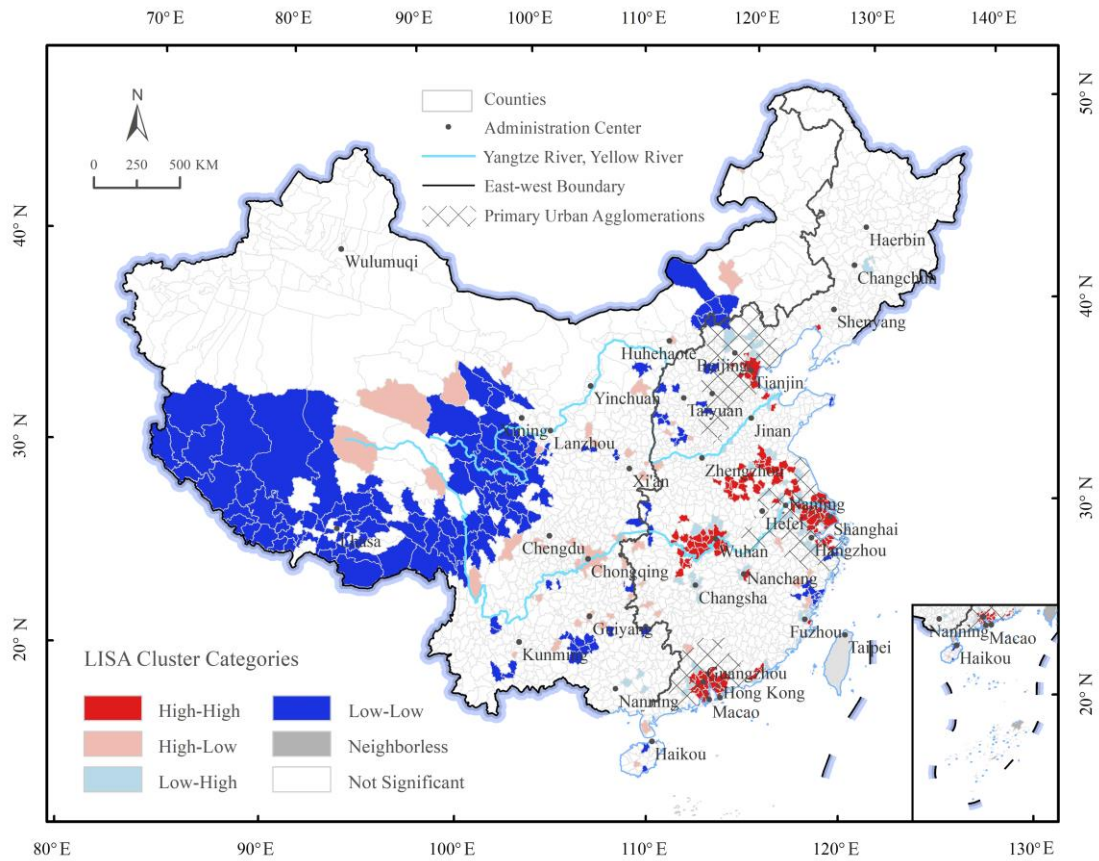 70° E 80° E 90° E 100° E 110° E 120° E 130° E 140° E
50° N
40° N
30° N
20° N
50° N
40° N
30° N
20° N
N
0 250 500 KM
Counties
Administration Center
Yangtze River, Yellow River
East-west Boundary
Primary Urban Agglomerations
Haerbin
Wulumuqi
Changchun
Shenyang
Huhehaote
Beijing
Tianjin
Yinchuan
Taiyuan
Jinan
Xining
Lanzhou
Zhengzhou
Xi'an
Nanjing
Hefei
Shanghai
Lhasa
Chengdu
Wuhan
Hangzhou
Chongqing
Nanchang
Changsha
Guiyang
Fuzhou
Taipei
Kunming
Guangzhou
Nanning
Hong Kong
Macao
Haikou
Nanning
Macao
Haikou
LISA Cluster Categories
High-High
Low-Low
High-Low
Neighborless
Low-High
Not Significant
80° E 90° E 100° E 110° E 120° E 130° E